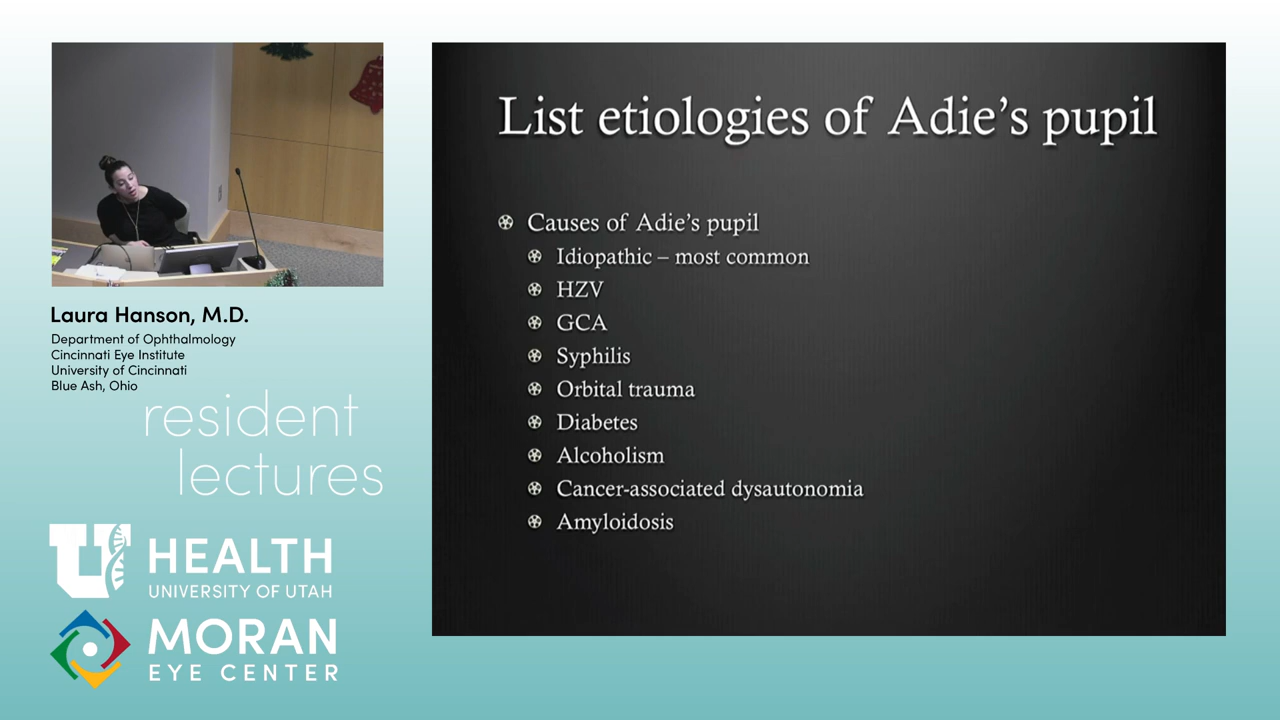 Laura Hanson, M.D.
Department of Ophthalmology
Cincinnati Eye Institute
University of Cincinnati
Blue Ash, Ohio
resident
lectures
U
HEALTH
UNIVERSITY OF UTAH
MORAN
EYE CENTER
List etiologies of Adie’s pupil
Causes of Adie’s pupil
Idiopathic – most common
HZV
GCA
Syphilis
Orbital trauma
Diabetes
Alcoholism
Cancer-associated dysautonomia
Amyloidosis